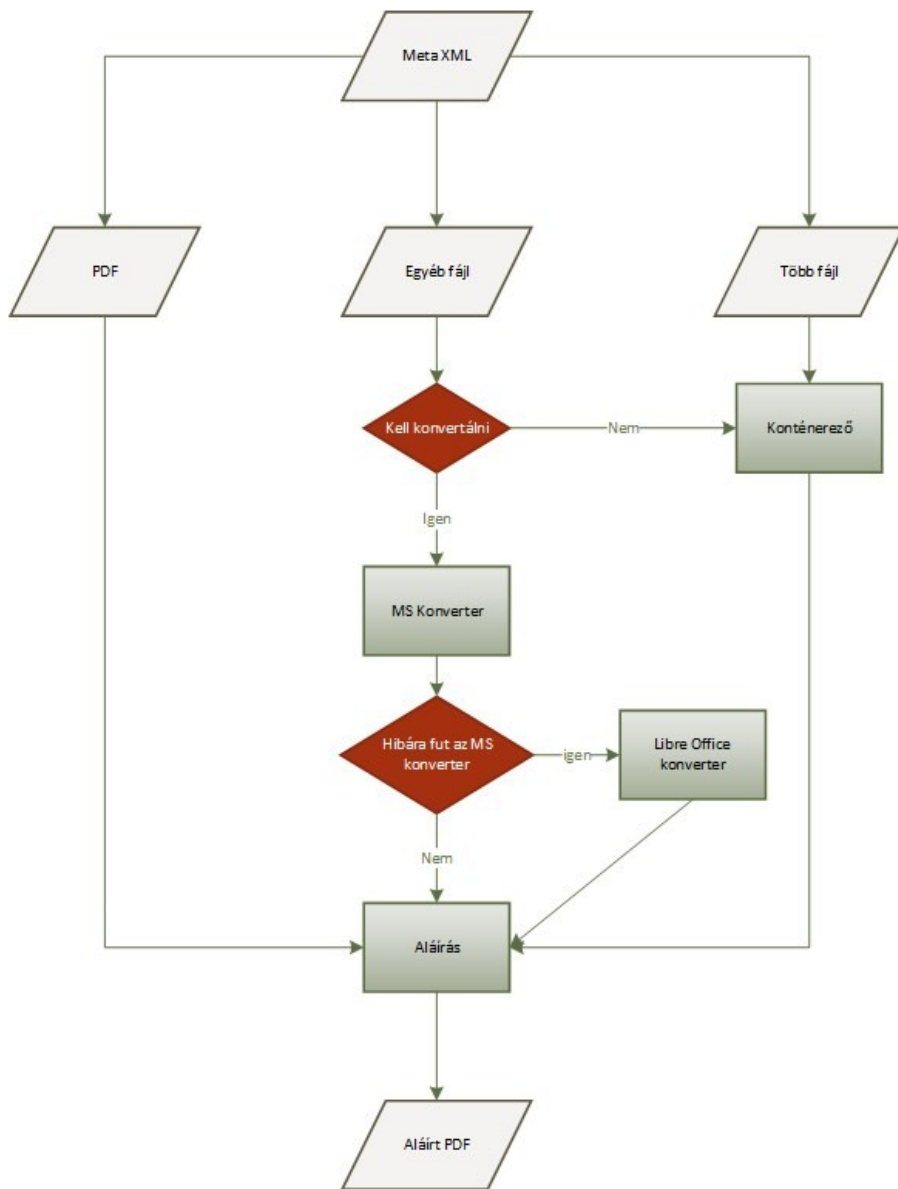 Meta XML
PDF
Egyéb fájl
Több fájl
Kell konvertálni
Nem
Konténerező
Igen
MS Konverter
Hibára fut az MS
konverter
igen
Libre Office
konverter
Nem
Aláírás
Aláírt PDF